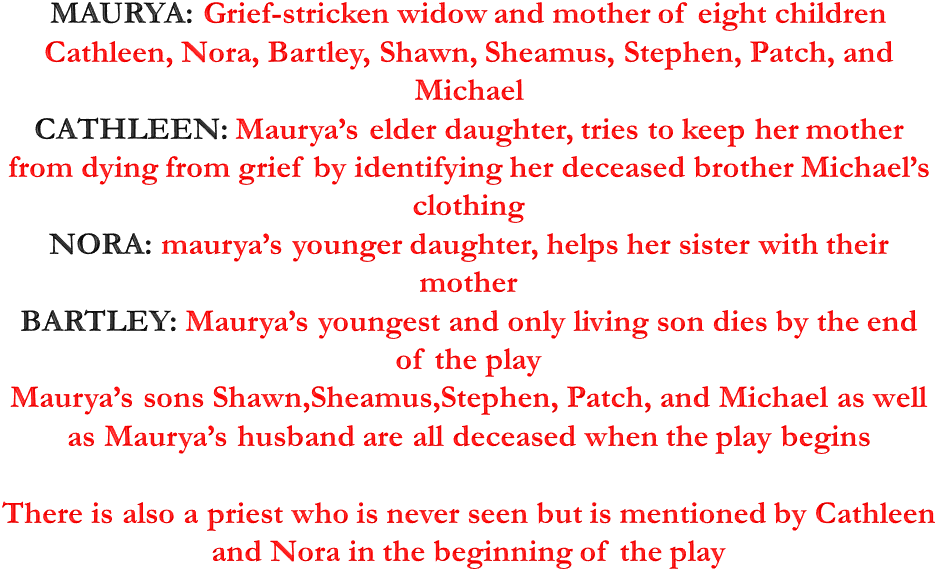 MAURYA: Grief-stricken widow and mother of eight children
Cathleen, Nora, Bartley, Shawn, Sheamus, Stephen, Patch, and
Michael
CATHLEEN: Maurya's elder daughter, tries to keep her mother
from dying from grief by identifying her deceased brother Michael's
clothing
NORA: maurya's younger daughter, helps her sister with their
mother
BARTLEY: Maurya's youngest and only living son dies by the end
of the play
Maurya's sons Shawn,Sheamus,Stephen, Patch, and Michael as well
as Maurya's husband are all deceased when the play begins
There is also a priest who is never seen but is mentioned by Cathleen
and Nora in the beginning of the play